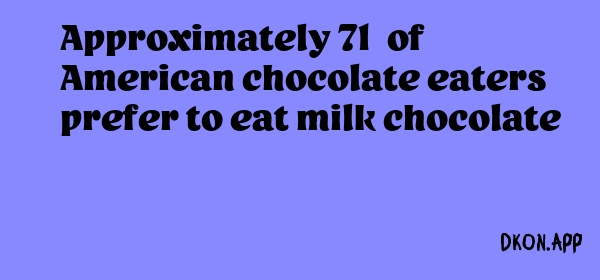 Approximately 71 of
American chocolate eaters
prefer to eat milk chocolate
DKON.APP